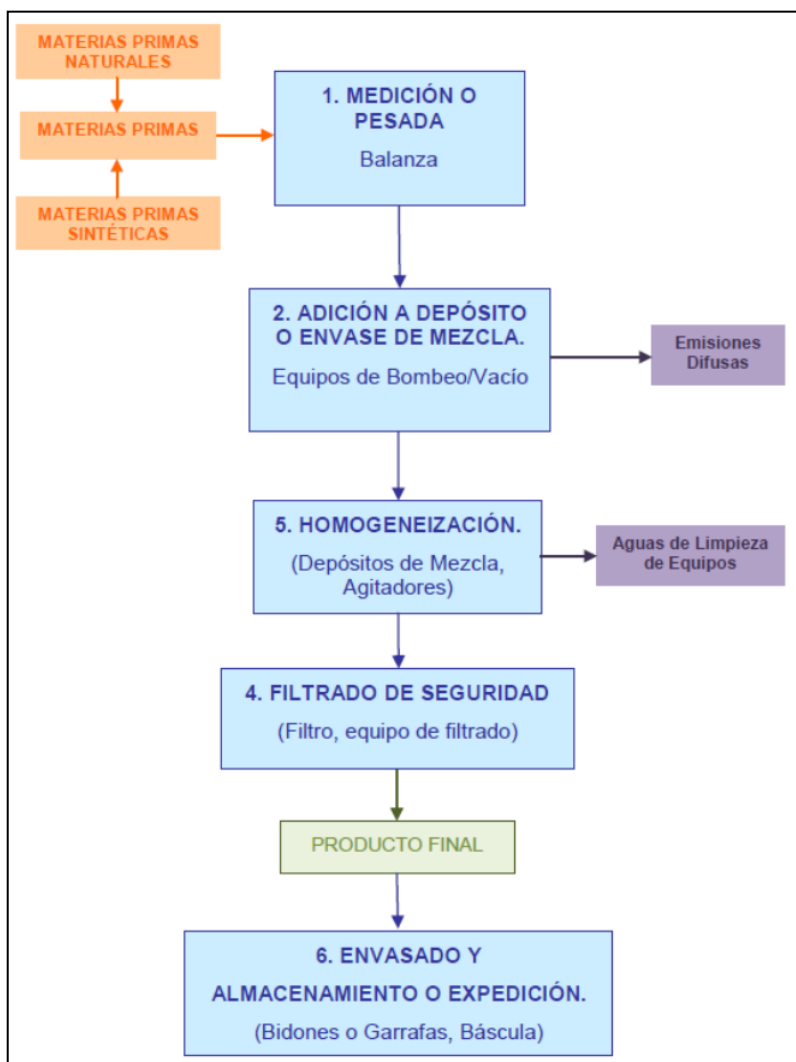 MATERIAS PRIMAS
NATURALES
MATERIAS PRIMAS
MATERIAS PRIMAS
SINTÉTICAS
1. MEDICIÓN O
PESADA
Balanza
2. ADICIÓN A DEPÓSITO
O ENVASE DE MEZCLA.
Equipos de Bombeo/Vacío
Emisiones
Difusas
5. HOMOGENEIZACIÓN.
(Depósitos de Mezcla,
Agitadores)
Aguas de Limpieza
de Equipos
4. FILTRADO DE SEGURIDAD
(Filtro, equipo de filtrado)
PRODUCTO FINAL
6. ENVASADO Y
ALMACENAMIENTO O EXPEDICIÓN.
(Bidones o Garrafas, Báscula)